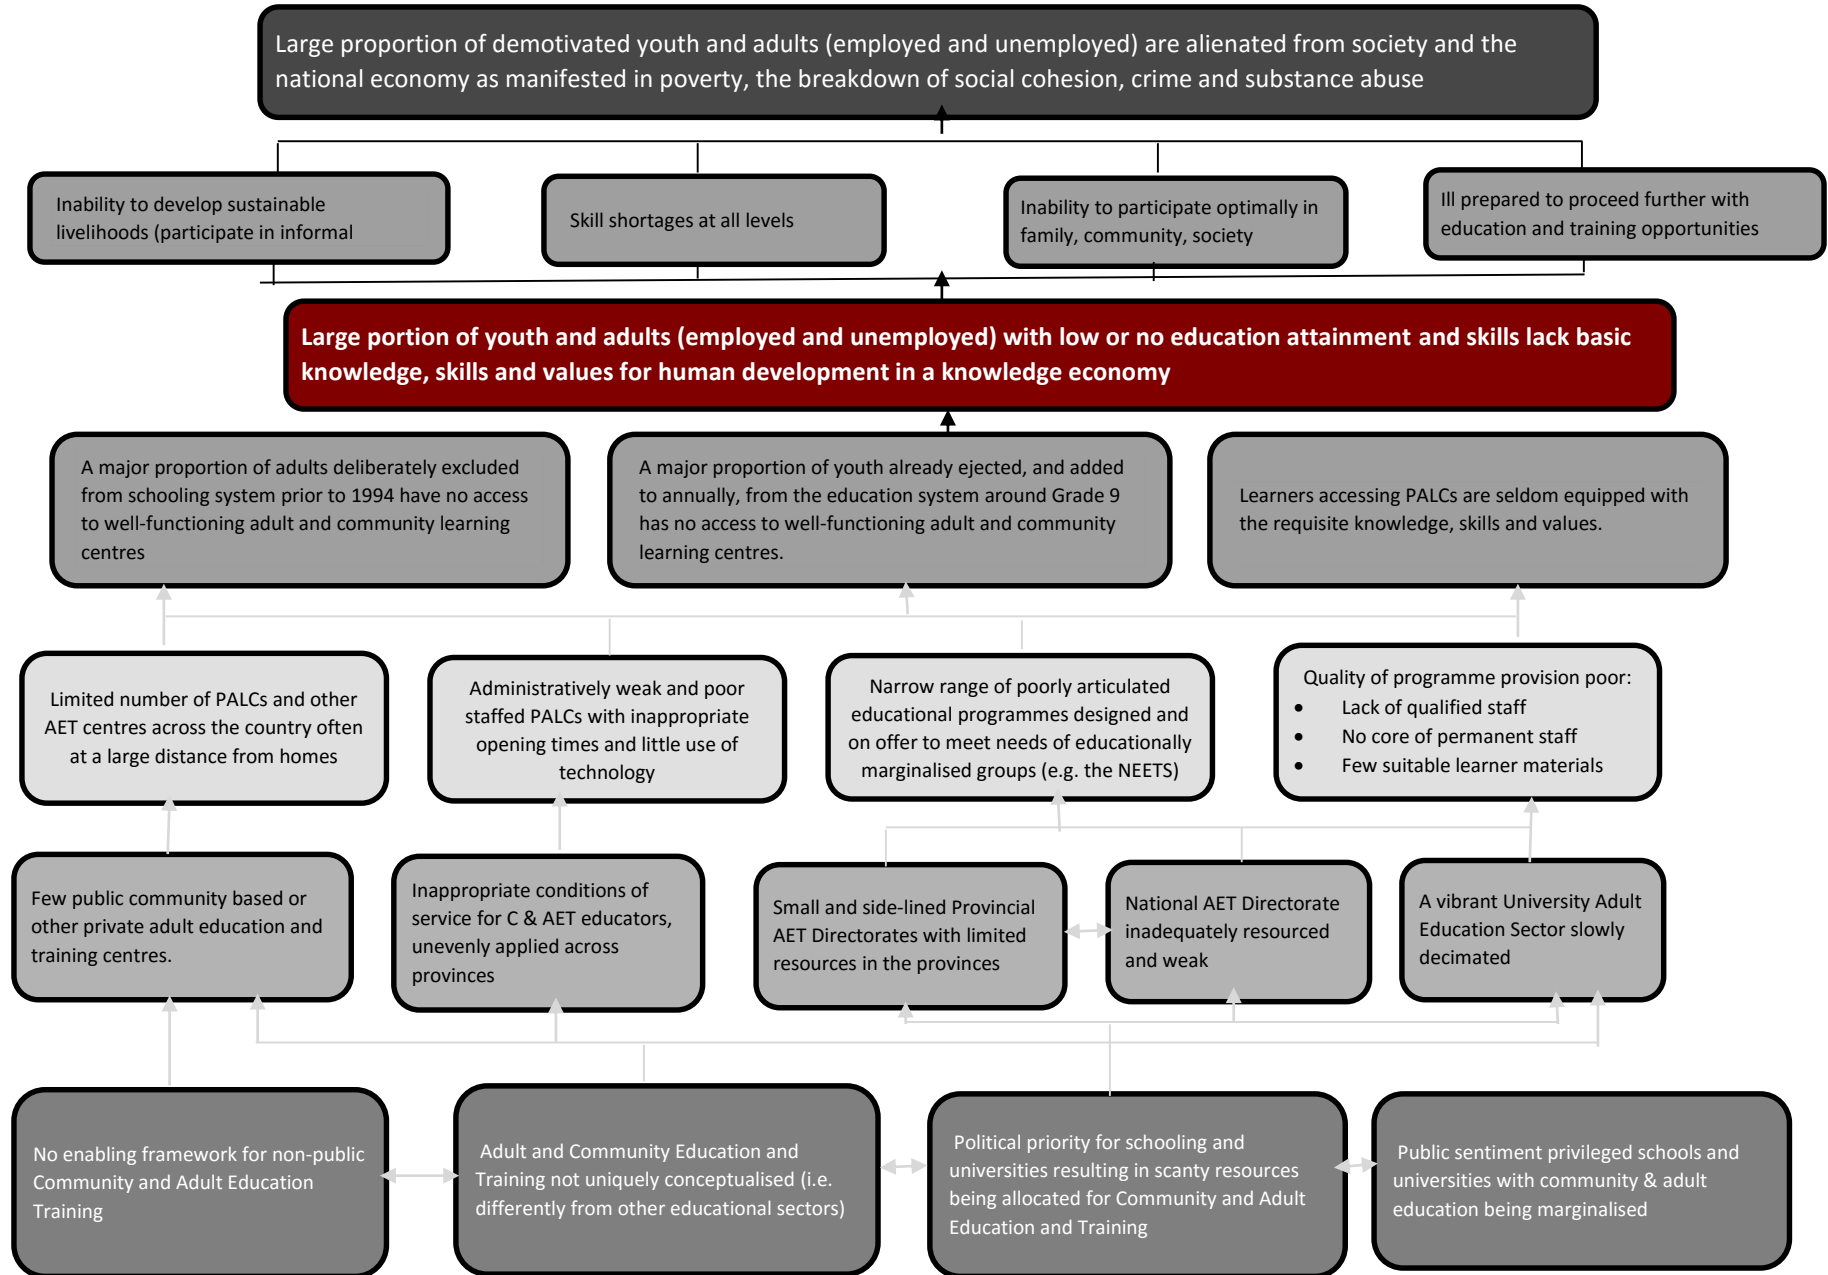 Large proportion of demotivated youth and adults (employed and unemployed) are alienated from society and the
national economy as manifested in poverty, the breakdown of social cohesion, crime and substance abuse
Inability to develop sustainable
livelihoods (participate in informal
Skill shortages at all levels
Inability to participate optimally in
family, community, society
Ill prepared to proceed further with
education and training opportunities
Large portion of youth and adults (employed and unemployed) with low or no education attainment and skills lack basic
knowledge, skills and values for human development in a knowledge economy
A major proportion of adults deliberately excluded
from schooling system prior to 1994 have no access
to well-functioning adult and community learning
centres
A major proportion of youth already ejected, and added
to annually, from the education system around Grade 9
has no access to well-functioning adult and community
learning centres.
Learners accessing PALCs are seldom equipped with
the requisite knowledge, skills and values.
Limited number of PALCs and other
AET centres across the country often
at a large distance from homes
Administratively weak and poor
staffed PALCs with inappropriate
opening times and little use of
technology
Narrow range of poorly articulated
educational programmes designed and
on offer to meet needs of educationally
marginalised groups (e.g. the NEETS)
Quality of programme provision poor:
• Lack of qualified staff
• No core of permanent staff
• Few suitable learner materials
Few public community based or
other private adult education and
training centres.
Inappropriate conditions of
service for C & AET educators,
unevenly applied across
provinces
Small and side-lined Provincial
AET Directorates with limited
resources in the provinces
National AET Directorate
inadequately resourced
and weak
A vibrant University Adult
Education Sector slowly
decimated
No enabling framework for non-public
Community and Adult Education
Training
Adult and Community Education and
Training not uniquely conceptualised (i.e.
differently from other educational sectors)
Political priority for schooling and
universities resulting in scanty resources
being allocated for Community and Adult
Education and Training
Public sentiment privileged schools and
universities with community & adult
education being marginalised